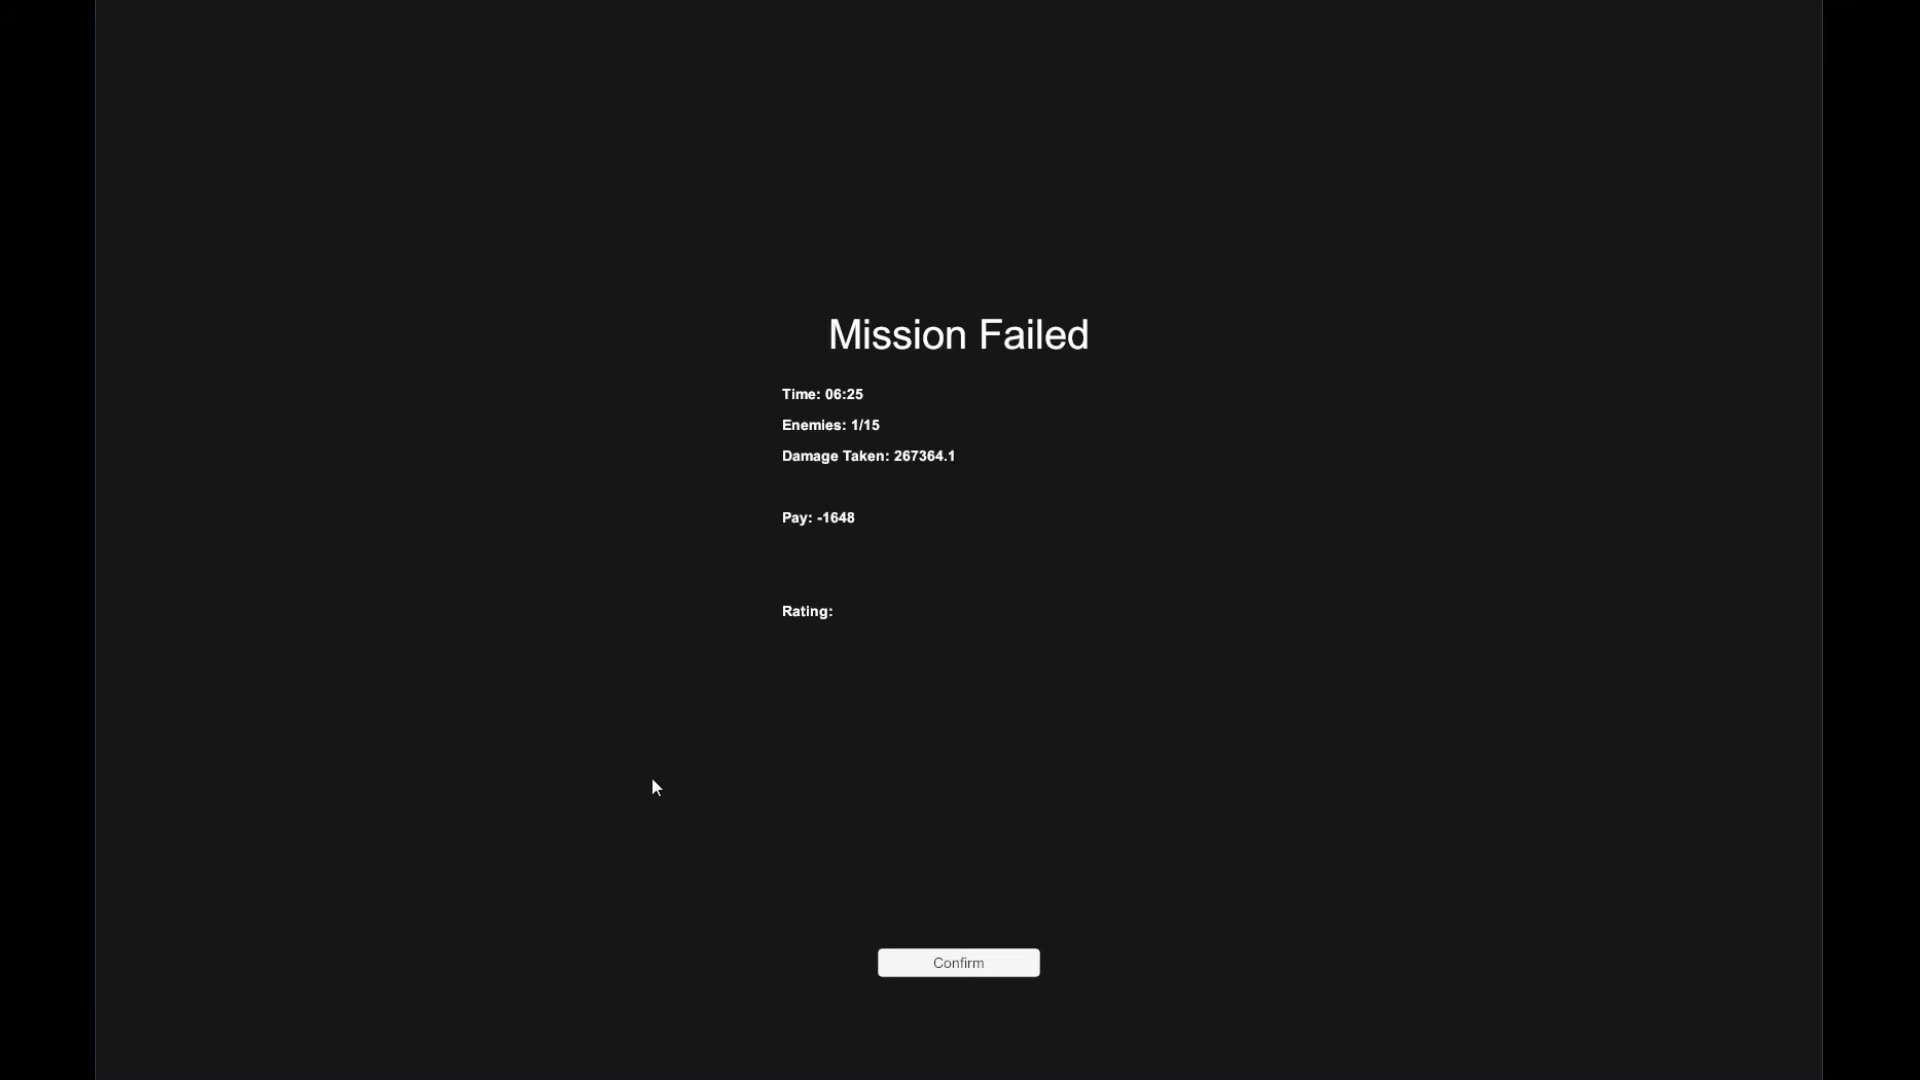 Mission Failed
Time: 06:25
Enemies: 1/15
Damage Taken: 267364.1
Pay: -1648
Rating:
Confirm